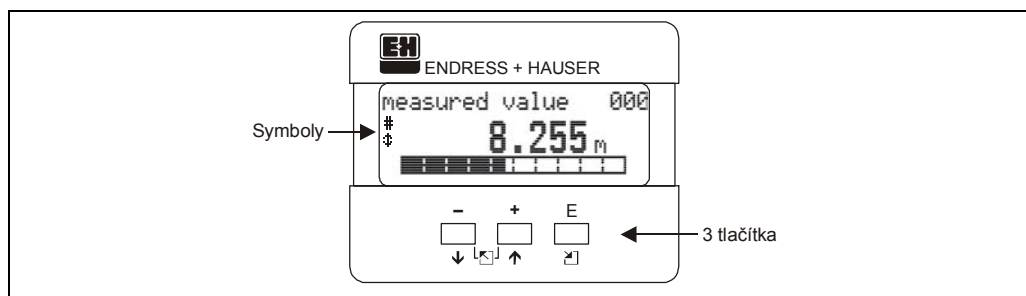 E+H
ENDRESS + HAUSER
measured value 000
Symboly
#
8.255 m
- + E
3 tlačítka